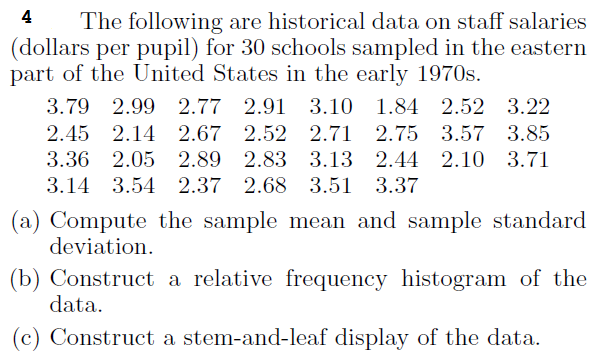 4 The following are historical data on staff salaries
(dollars per pupil) for 30 schools sampled in the eastern
part of the United States in the early 1970s.
3.79 2.99 2.77 2.91 3.10 1.84 2.52 3.22
2.45 2.14 2.67 2.52 2.71 2.75 3.57 3.85
3.36 2.05 2.89 2.83 3.13 2.44 2.10 3.71
3.14 3.54 2.37 2.68 3.51 3.37
(a) Compute the sample mean and sample standard
deviation.
(b) Construct a relative frequency histogram of the
data.
(c) Construct a stem-and-leaf display of the data.